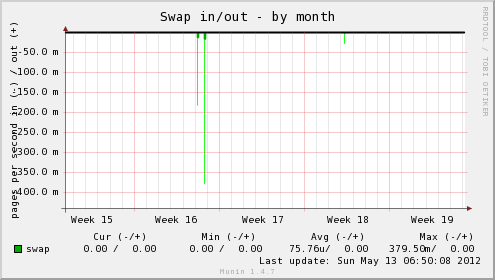 Swap in/out - by month
RRDTOOL / TOBI OETIKER
pages per second in (-) / out (+)
-50.0 m
-100.0 m
-150.0 m
-200.0 m
-250.0 m
-300.0 m
-350.0 m
-400.0 m
Week 15 Week 16 Week 17 Week 18 Week 19
Cur (-/+) Min (-/+) Avg (-/+) Max (-/+)
swap 0.00 / 0.00 0.00 / 0.00 75.76u/ 0.00 379.50m/ 0.00
Last update: Sun May 13 06:50:08 2012
Munin 1.4.7